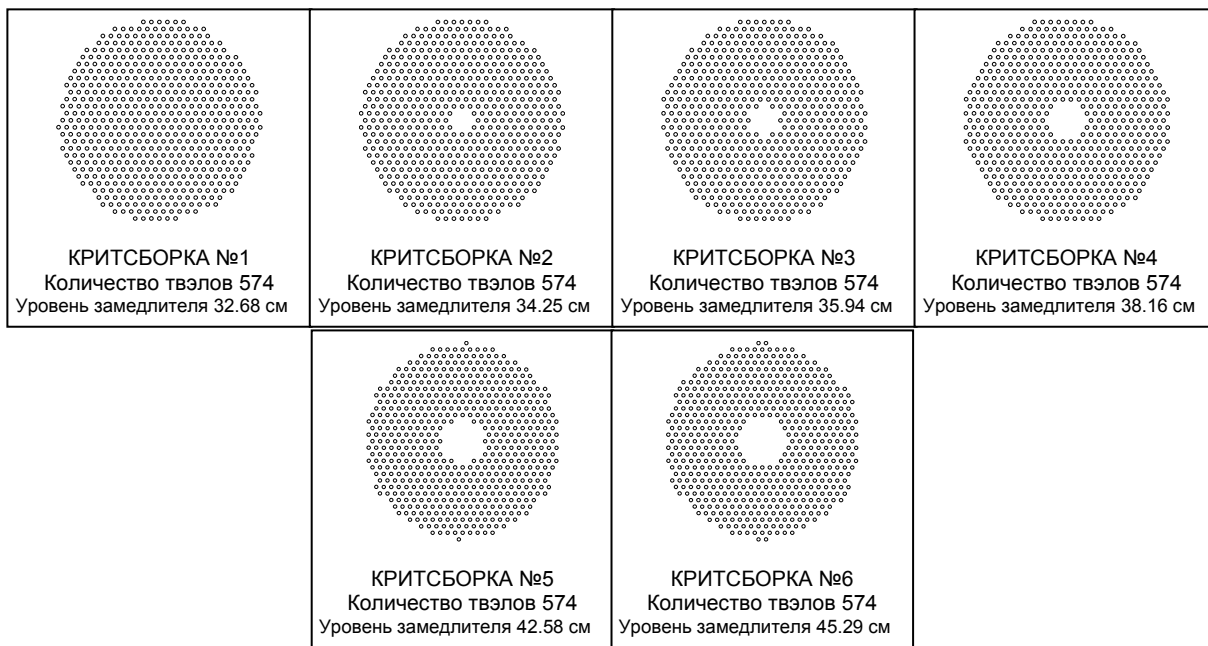 КРИТСБОРКА №1
Количество твэлов 574
Уровень замедлителя 32.68 см
КРИТСБОРКА №2
Количество твэлов 574
Уровень замедлителя 34.25 см
КРИТСБОРКА №3
Количество твэлов 574
Уровень замедлителя 35.94 см
КРИТСБОРКА №4
Количество твэлов 574
Уровень замедлителя 38.16 см
КРИТСБОРКА №5
Количество твэлов 574
Уровень замедлителя 42.58 см
КРИТСБОРКА №6
Количество твэлов 574
Уровень замедлителя 45.29 см